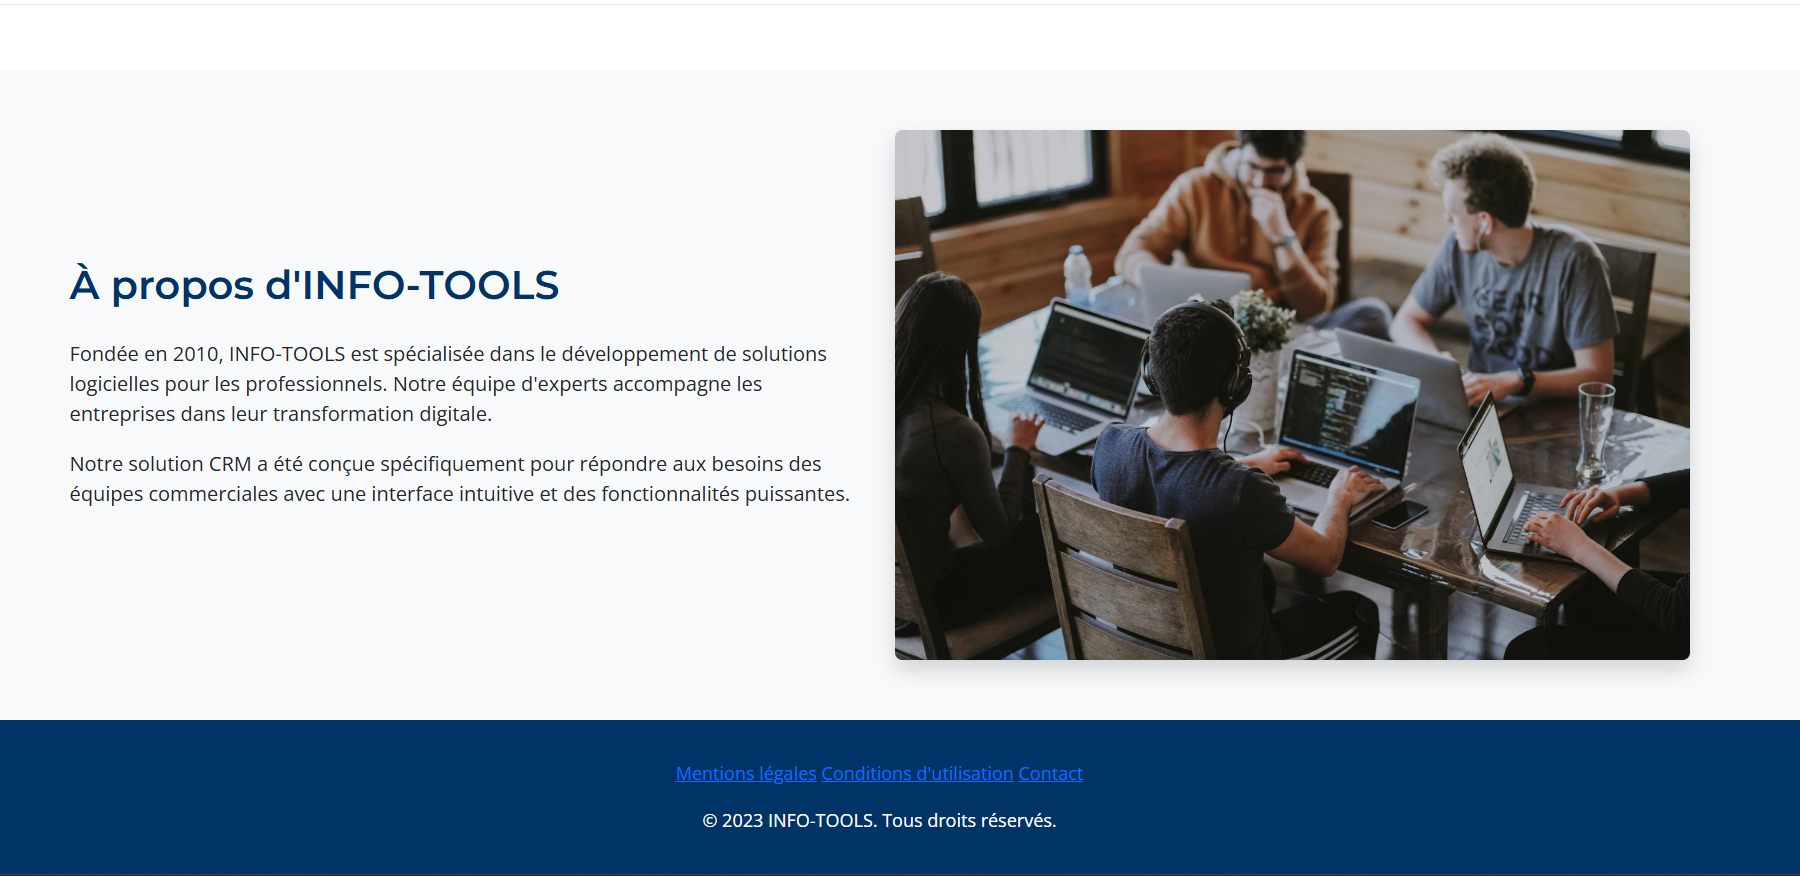 À propos d'INFO-TOOLS
Fondée en 2010, INFO-TOOLS est spécialisée dans le développement de solutions
logicielles pour les professionnels. Notre équipe d'experts accompagne les
entreprises dans leur transformation digitale.
Notre solution CRM a été conçue spécifiquement pour répondre aux besoins des
équipes commerciales avec une interface intuitive et des fonctionnalités puissantes.
Mentions légales Conditions d'utilisation Contact
© 2023 INFO-TOOLS. Tous droits réservés.